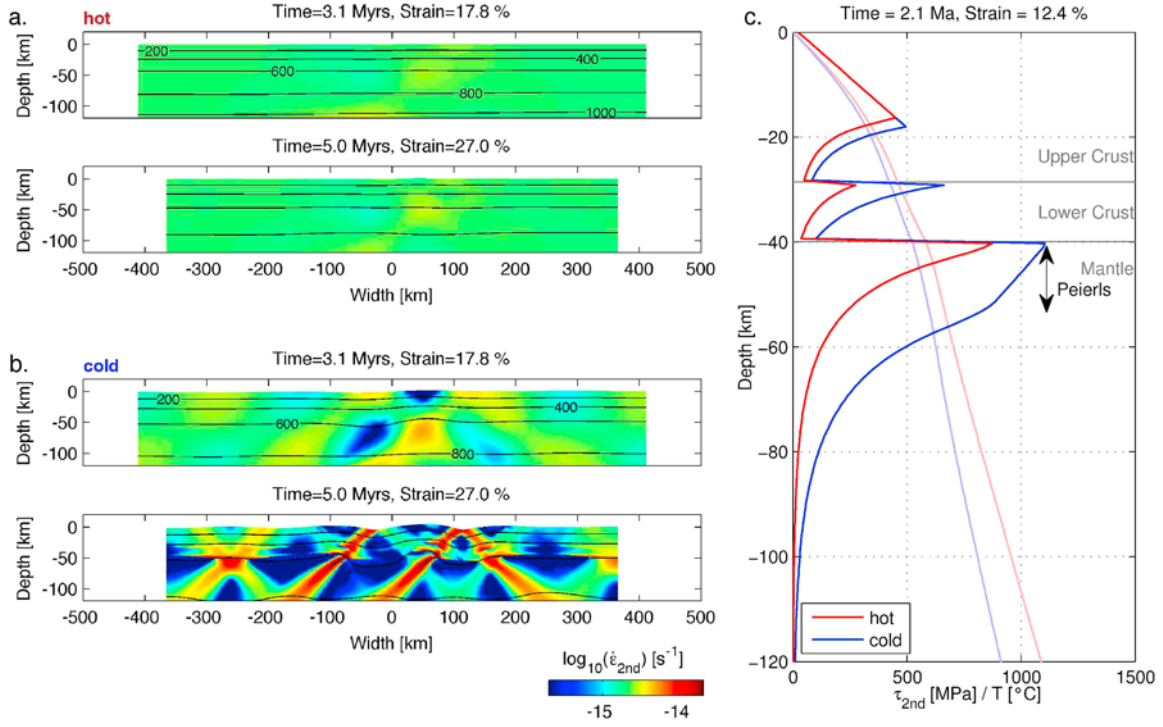 a.
hot
Time=3.1 Myrs, Strain=17.8 %
Depth [km]
0
-50
-100
200
400
600
800
1000
Time=5.0 Myrs, Strain=27.0 %
Depth [km]
0
-50
-100
-500 -400 -300 -200 -100 0 100 200 300 400 500
Width [km]
b.
cold
Time=3.1 Myrs, Strain=17.8 %
Depth [km]
0
-50
-100
200
400
600
800
Time=5.0 Myrs, Strain=27.0 %
Depth [km]
0
-50
-100
-500 -400 -300 -200 -100 0 100 200 300 400 500
Width [km]
log10(ε̇2nd) [s⁻¹]
-15 -14
c.
Time = 2.1 Ma, Strain = 12.4 %
Depth [km]
0
−20
−40
−60
−80
−100
−120
Upper Crust
Lower Crust
Mantle
Peierls
hot
cold
0 500 1000 1500
τ2nd [MPa] / T [°C]